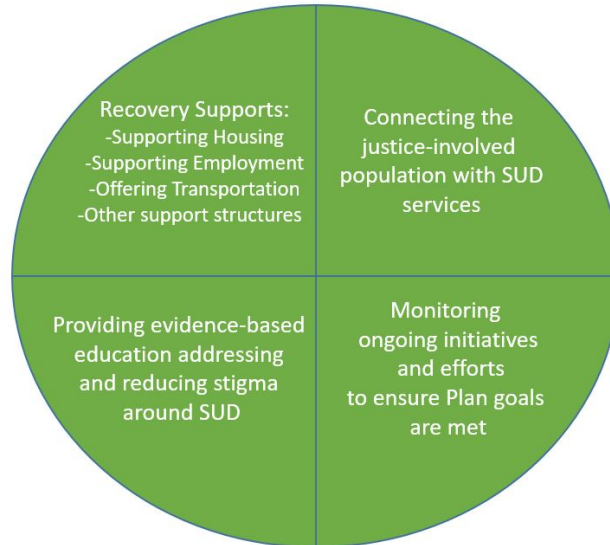 Recovery Supports:
-Supporting Housing
-Supporting Employment
-Offering Transportation
-Other support structures
Connecting the
justice-involved
population with SUD
services
Providing evidence-based
education addressing
and reducing stigma
around SUD
Monitoring
ongoing initiatives
and efforts
to ensure Plan goals
are met